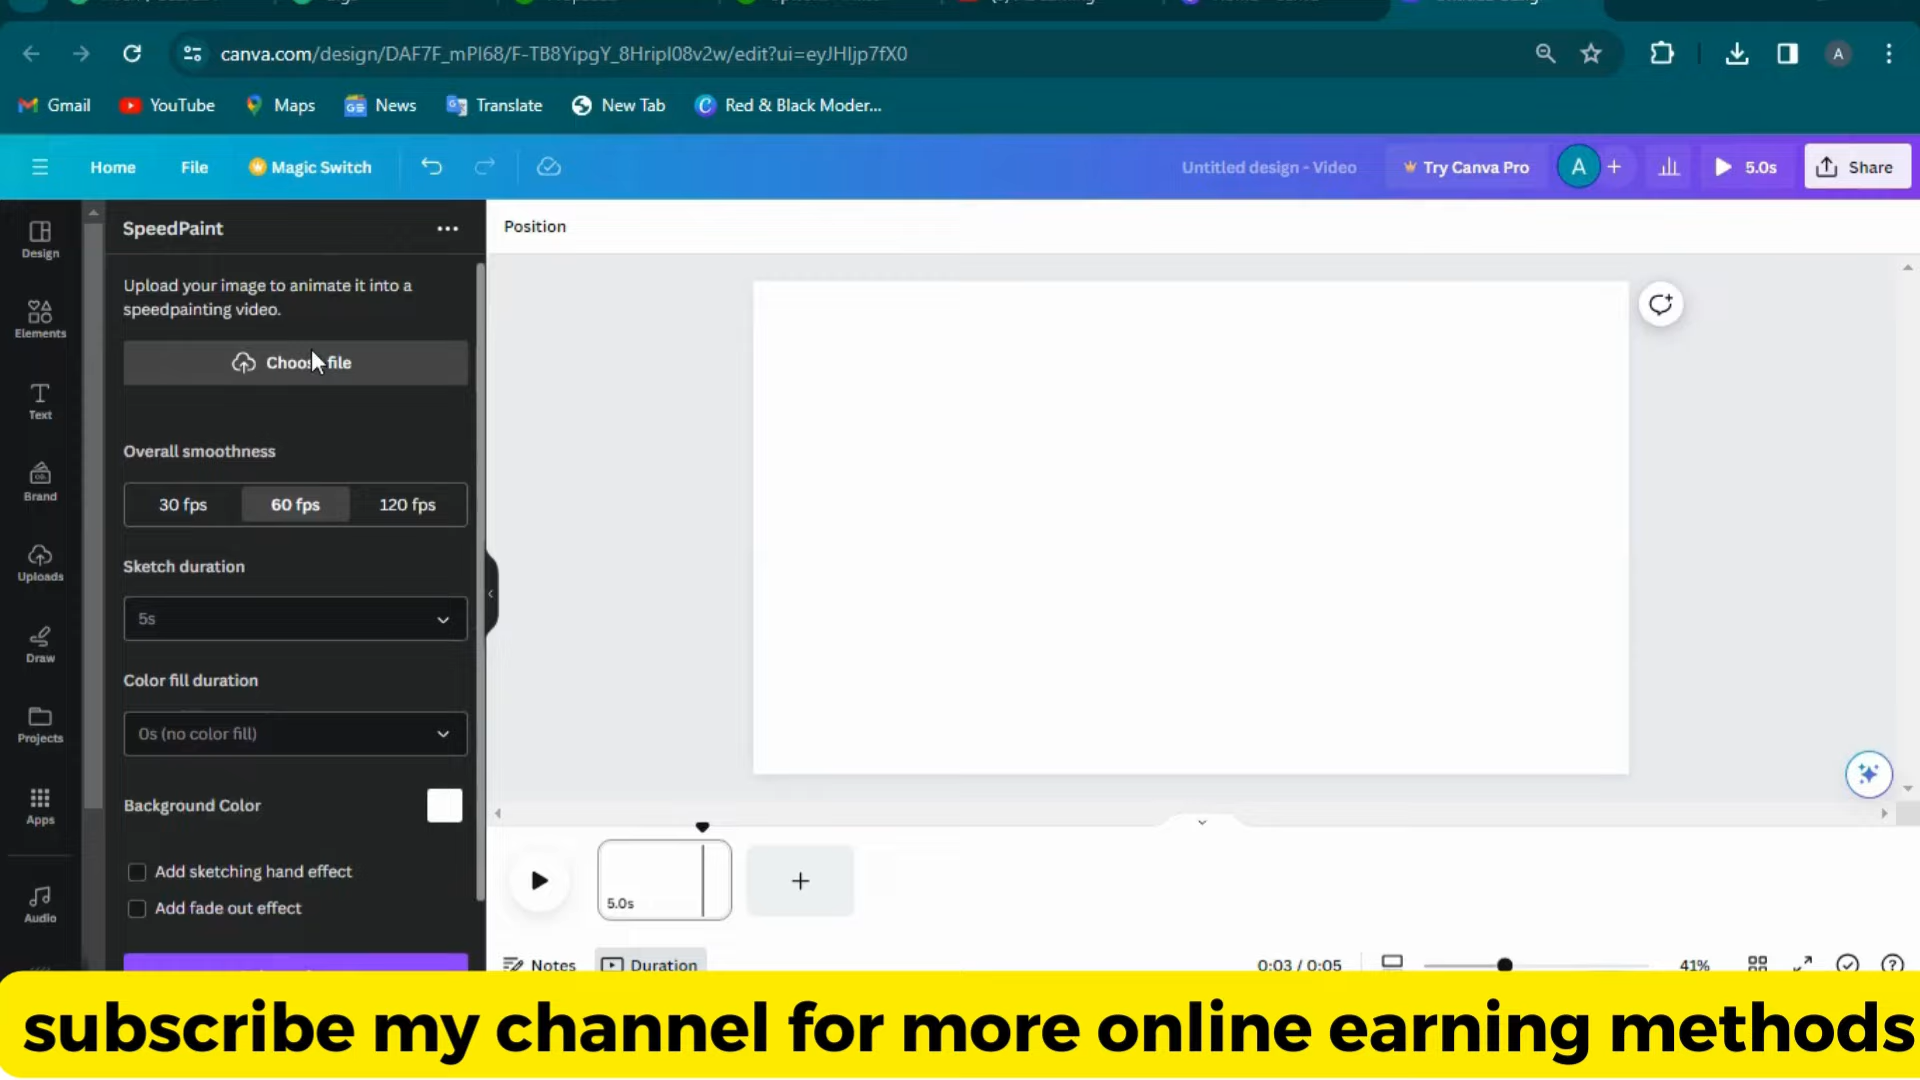 canva.com/design/DAF7F_mPI68/F-TB8YipgY_8HripI08v2w/edit?ui=eyJHIjp7fX0
A
Gmail YouTube Maps News Translate New Tab Red & Black Moder...
Home File Magic Switch Untitled design - Video Try Canva Pro A 5.0s Share
Design
Elements
Text
Brand
Uploads
Draw
Projects
Apps
Audio
SpeedPaint
Upload your image to animate it into a
speedpainting video.
Choose file
Overall smoothness
30 fps 60 fps 120 fps
Sketch duration
5s
Color fill duration
0s (no color fill)
Background Color
Add sketching hand effect
Add fade out effect
Position
5.0s
Notes Duration 0:03 / 0:05 41%
subscribe my channel for more online earning methods